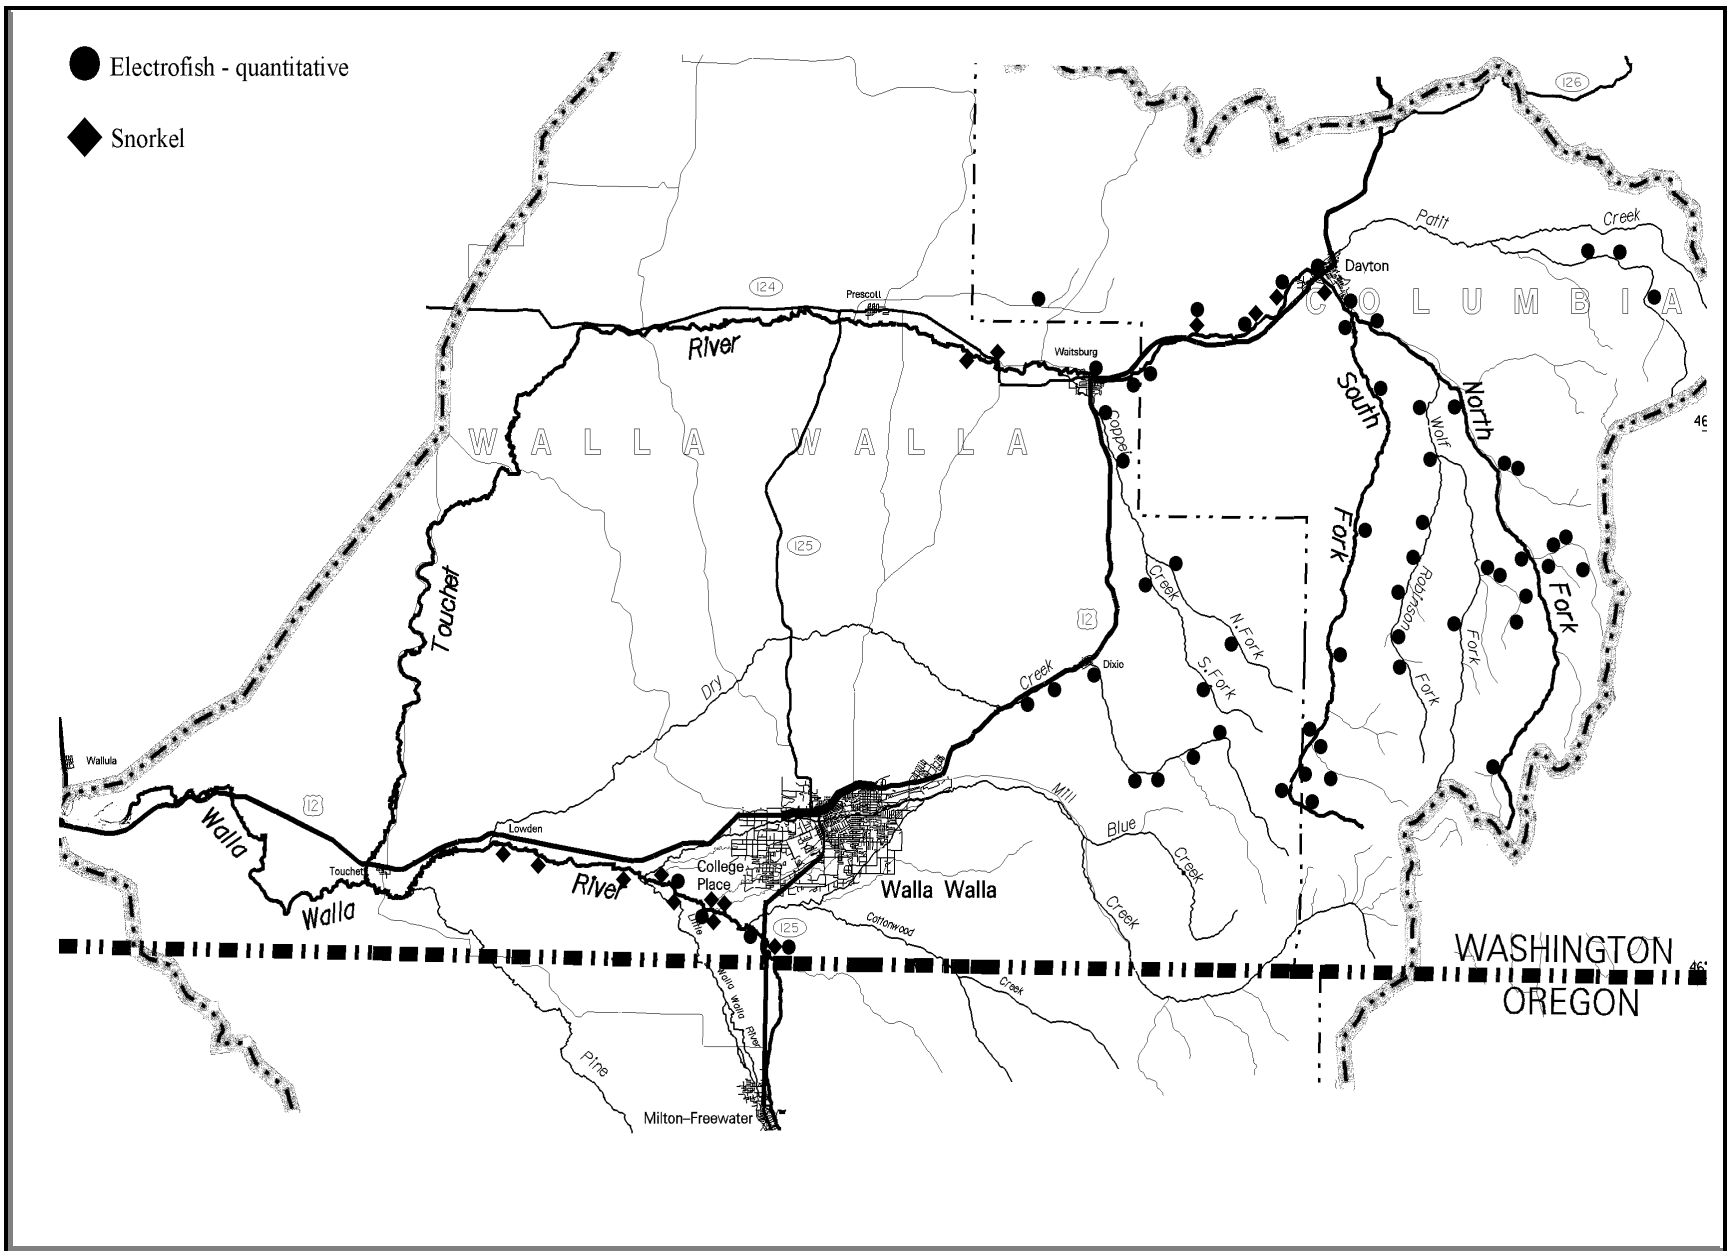 Electrofish - quantitative
Snorkel
126
Patit
Creek
Dayton
COLUMBIA
124
Prescott
River
Waitsburg
South
North
Wolf
46
WALLA WALLA
Coppei
Fork
125
Touchet
Creek
Robinson
Fork
12
N.Fork
Creek
Dixie
S.Fork
Fork
Fork
Dry
Wallula
12
Mill
Walla
Lowden
Blue
Creek
Touchet
College
Place
River
Walla Walla
Walla
Creek
Little
Cottonwood
125
WASHINGTON
46°
OREGON
Walla Walla River
Creek
Pine
Milton-Freewater